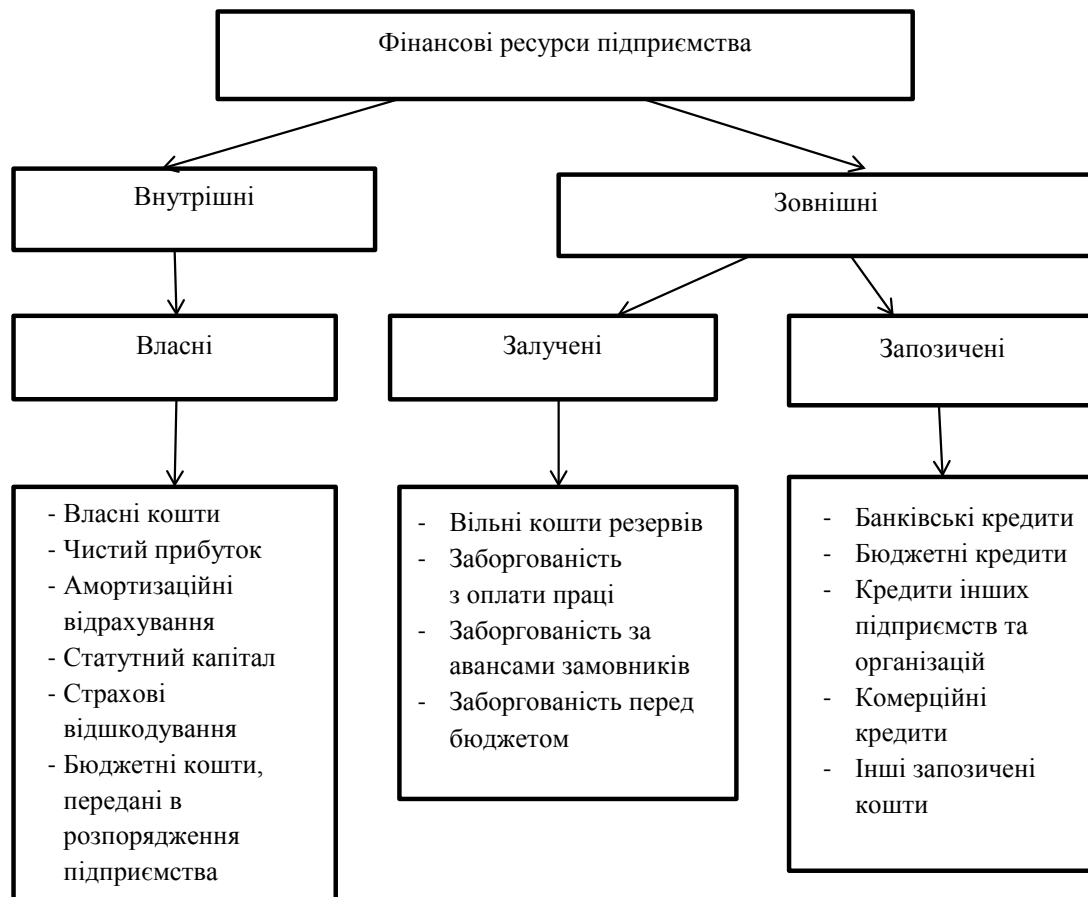 Фінансові ресурси підприємства
Внутрішні
Зовнішні
Власні
Залучені
Запозичені
- Власні кошти
- Чистий прибуток
- Амортизаційні
відрахування
- Статутний капітал
- Страхові
відшкодування
- Бюджетні кошти,
передані в
розпорядження
підприємства
- Вільні кошти резервів
- Заборгованість
з оплати праці
- Заборгованість за
авансами замовників
- Заборгованість перед
бюджетом
- Банківські кредити
- Бюджетні кредити
- Кредити інших
підприємств та
організацій
- Комерційні
кредити
- Інші запозичені
кошти